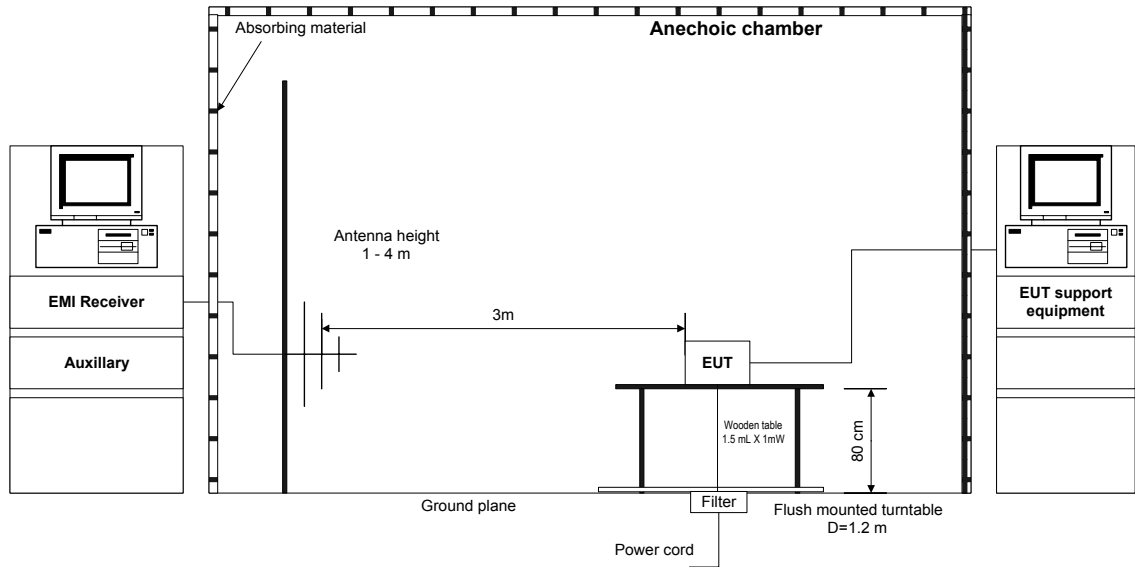 Absorbing material
Anechoic chamber
Antenna height
1 - 4 m
EMI Receiver
3m
EUT support
equipment
Auxillary
EUT
Wooden table
1.5 mL X 1mW
80 cm
Ground plane
Filter
Flush mounted turntable
D=1.2 m
Power cord